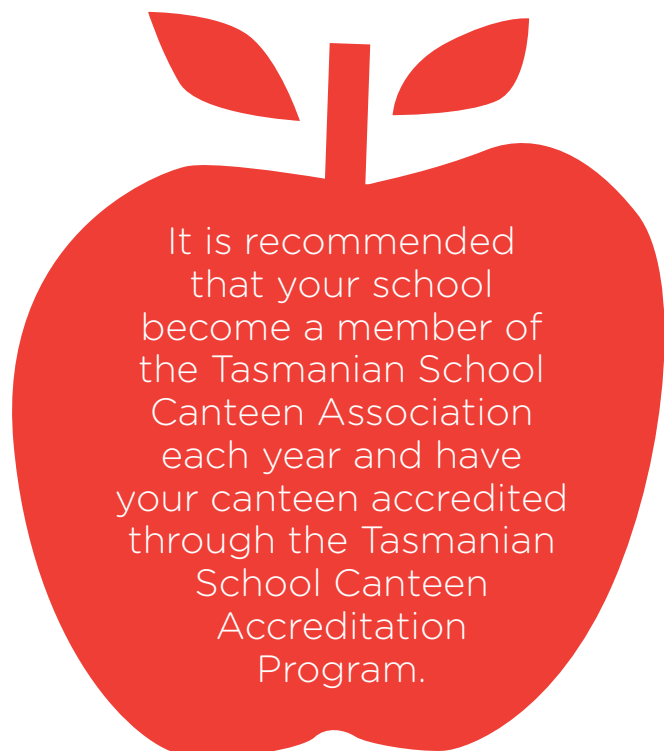 It is recommended
that your school
become a member of
the Tasmanian School
Canteen Association
each year and have
your canteen accredited
through the Tasmanian
School Canteen
Accreditation
Program.